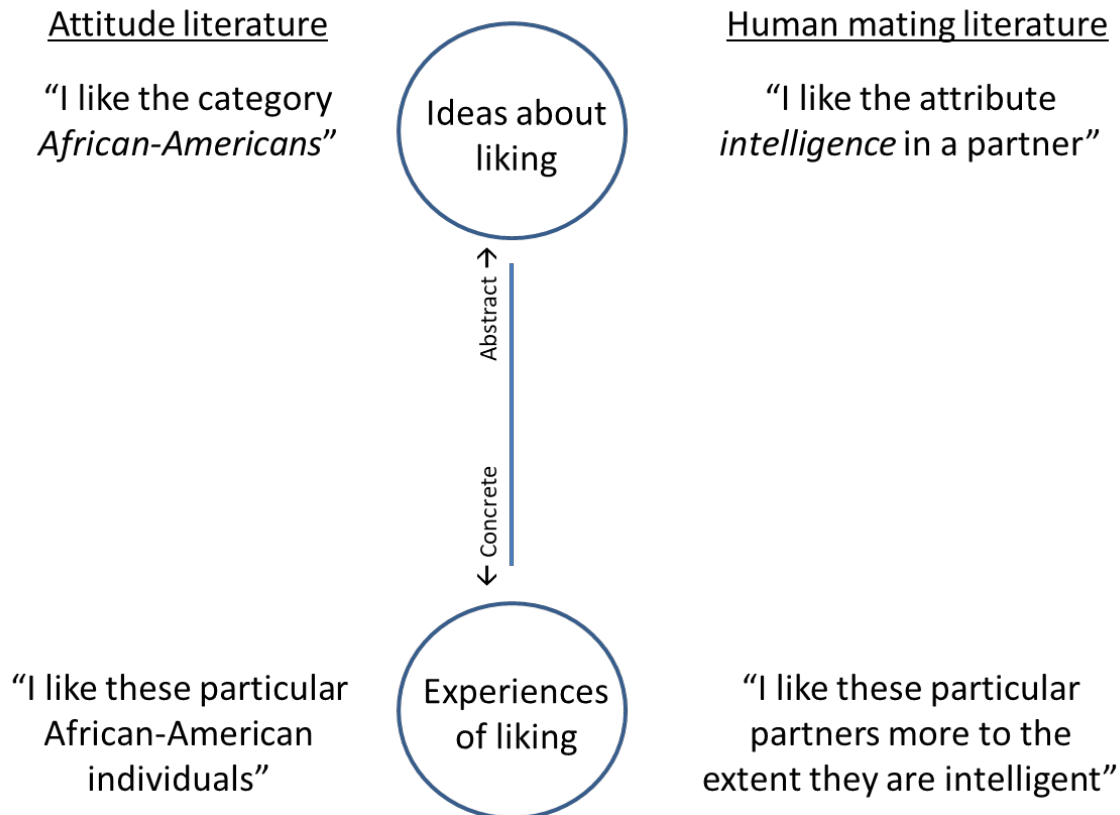 Attitude literature
“I like the category
African-Americans”
Ideas about
liking
Human mating literature
“I like the attribute
intelligence in a partner”
Abstract →
← Concrete
“I like these particular
African-American
individuals”
Experiences
of liking
“I like these particular
partners more to the
extent they are intelligent”